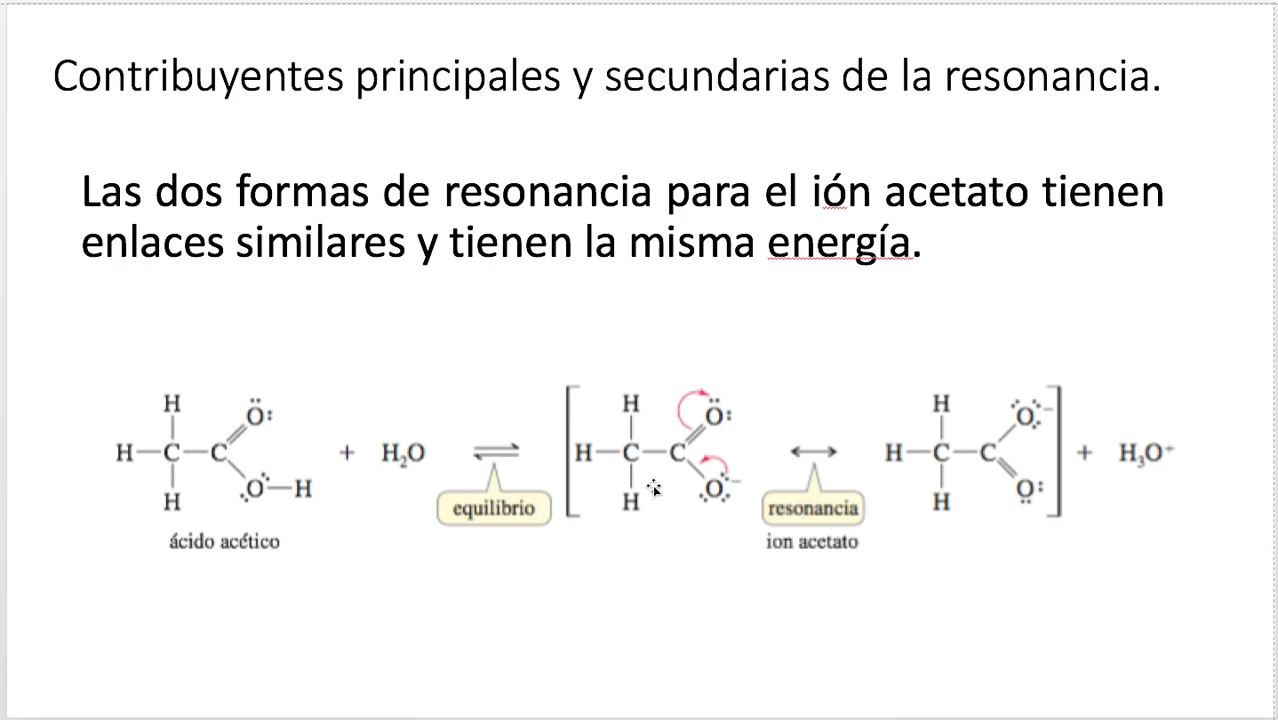 Contribuyentes principales y secundarias de la resonancia.
Las dos formas de resonancia para el ión acetato tienen
enlaces similares y tienen la misma energía.
H H H
Ö: Ö: :Ö:⁻
H—C—C + H₂O ⇌ [ H—C—C ↔ H—C—C ] + H₃O⁺
H :Ö—H H :Ö:⁻ H Ö:
equilibrio resonancia
ácido acético ion acetato